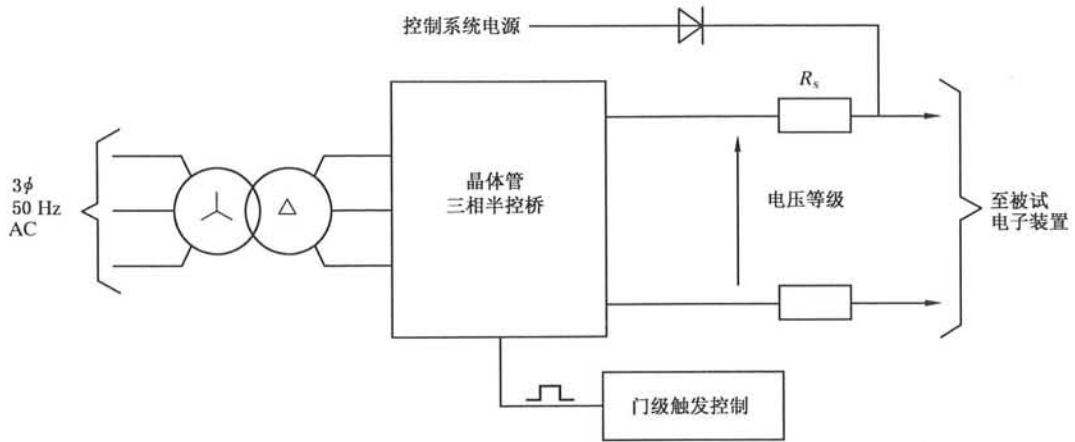 控制系统电源
Rs
3ϕ
50 Hz
AC
晶体管
三相半控桥
电压等级
至被试
电子装置
门级触发控制